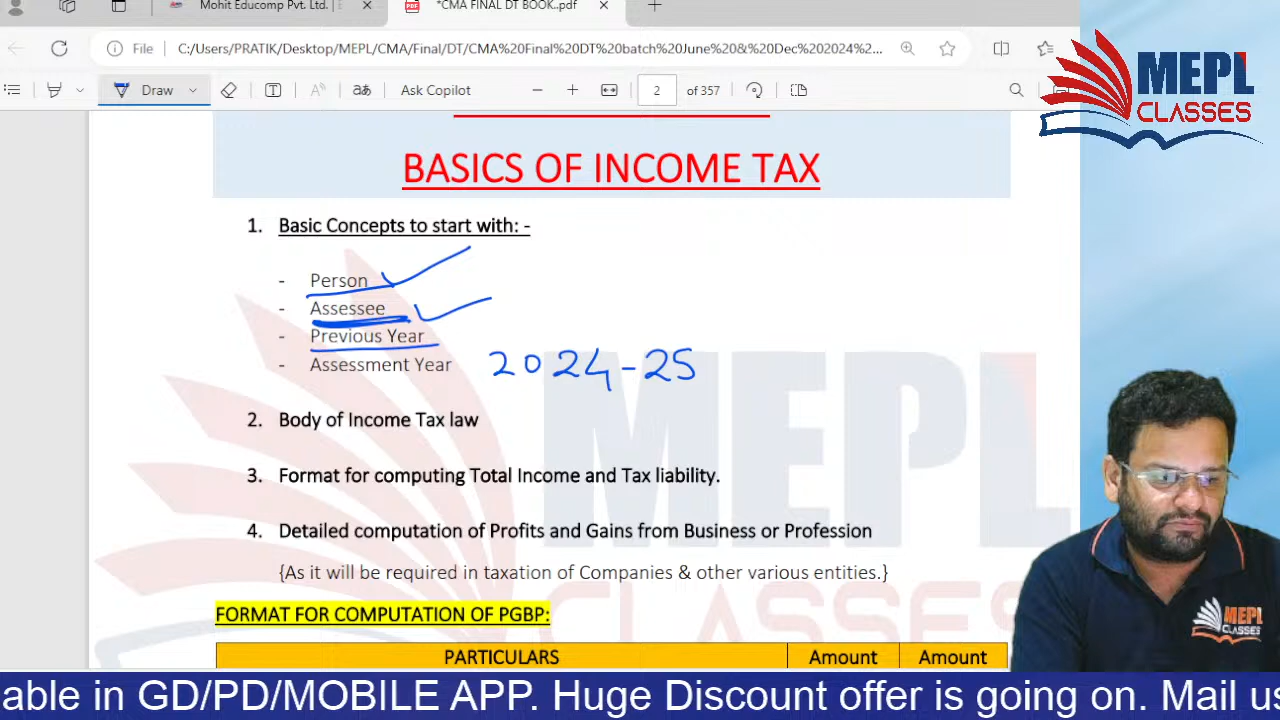 Mohit Educomp Pvt. Ltd. | E
*CMA FINAL DT BOOK..pdf
File C:/Users/PRATIK/Desktop/MEPL/CMA/Final/DT/CMA%20Final%20DT%20batch%20June%20&%20Dec%202024%2...
Draw Ask Copilot 2 of 357
MEPL
CLASSES
BASICS OF INCOME TAX
1. Basic Concepts to start with: -
- Person
- Assessee
- Previous Year
- Assessment Year 2024-25
2. Body of Income Tax law
3. Format for computing Total Income and Tax liability.
4. Detailed computation of Profits and Gains from Business or Profession
{As it will be required in taxation of Companies & other various entities.}
FORMAT FOR COMPUTATION OF PGBP:
PARTICULARS Amount Amount
MEPL
CLASSES
MEPL
CLASSES
able in GD/PD/MOBILE APP. Huge Discount offer is going on. Mail us